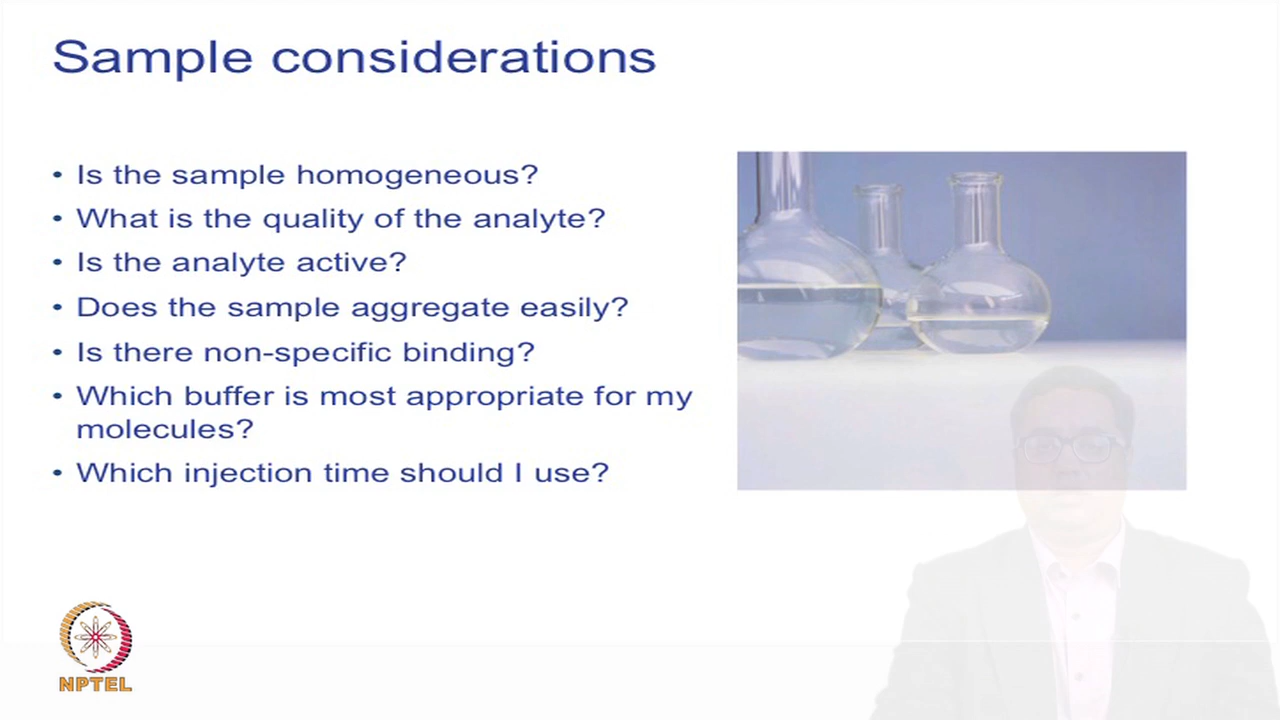 Sample considerations
• Is the sample homogeneous?
• What is the quality of the analyte?
• Is the analyte active?
• Does the sample aggregate easily?
• Is there non-specific binding?
• Which buffer is most appropriate for my
molecules?
• Which injection time should I use?
NPTEL